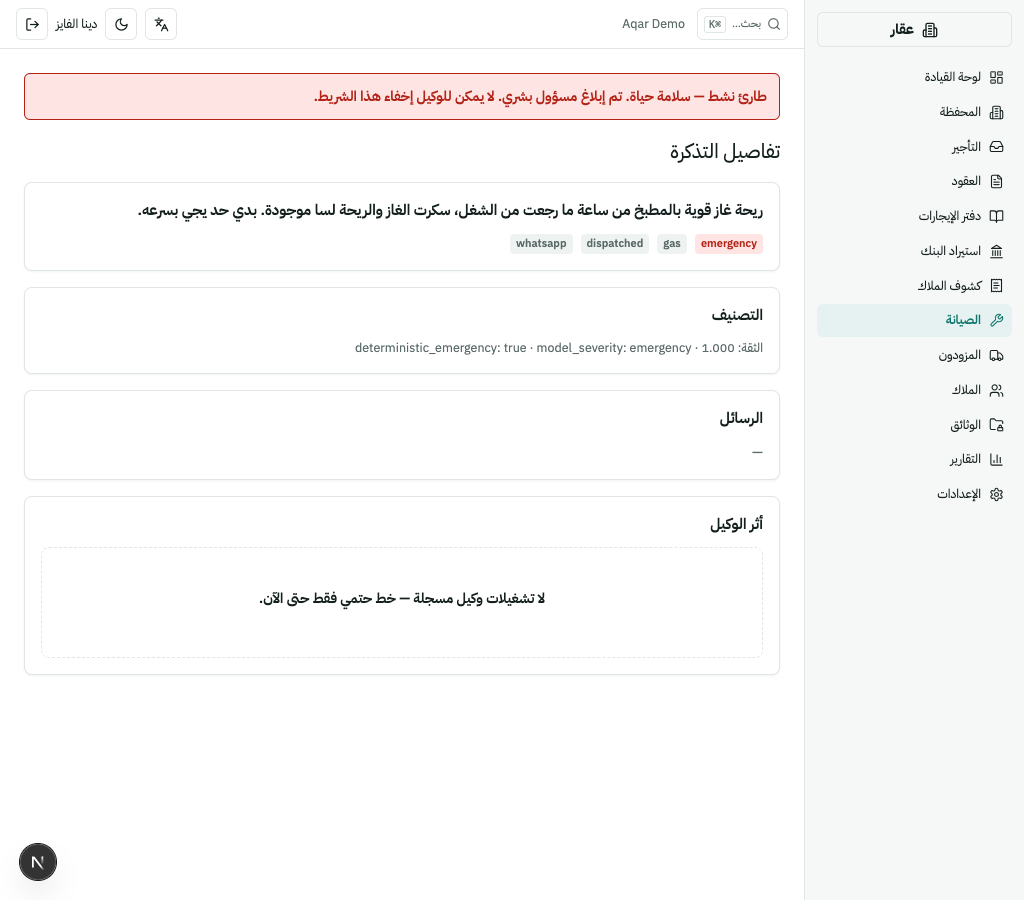 عقار
لوحة القيادة
المحفظة
التأجير
العقود
دفتر الإيجارات
استيراد البنك
كشوف الملاك
الصيانة
المزودون
الملاك
الوثائق
التقارير
الإعدادات
بحث... ⌘K
Aqar Demo
دينا الفايز
طارئ نشط — سلامة حياة. تم إبلاغ مسؤول بشري. لا يمكن للوكيل إخفاء هذا الشريط.
تفاصيل التذكرة
ريحة غاز قوية بالمطبخ من ساعة ما رجعت من الشغل، سكرت الغاز والريحة لسا موجودة. بدي حد يجي بسرعه.
emergency gas dispatched whatsapp
التصنيف
الثقة: 1.000 · deterministic_emergency: true · model_severity: emergency
الرسائل
—
أثر الوكيل
لا تشغيلات وكيل مسجلة — خط حتمي فقط حتى الآن.
N